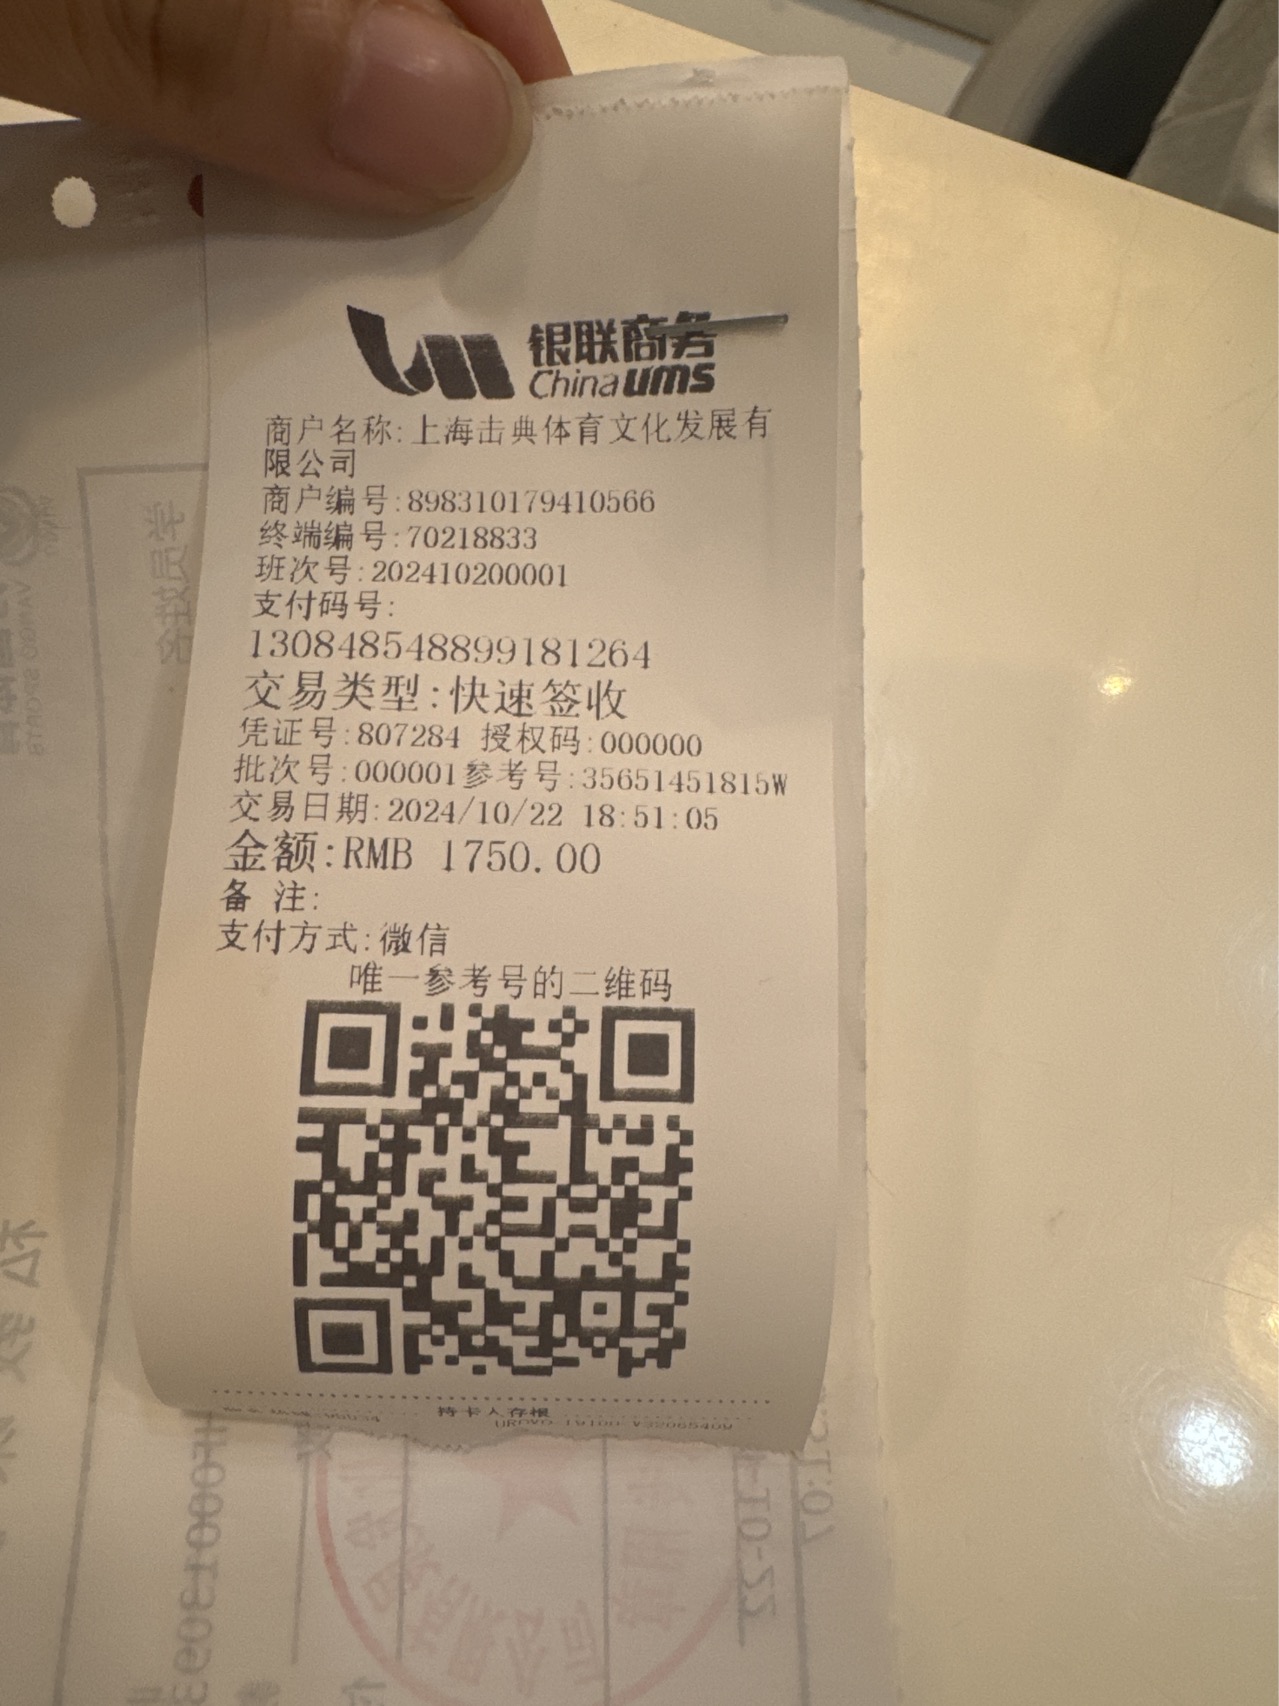 银联商务
China ums
商户名称:上海击典体育文化发展有
限公司
商户编号:898310179410566
终端编号:70218833
班次号:202410200001
支付码号:
130848548899181264
交易类型:快速签收
凭证号:807284 授权码:000000
批次号:000001参考号:35651451815W
交易日期:2024/10/22 18:51:05
金额:RMB 1750.00
备 注:
支付方式:微信
唯一参考号的二维码
持卡人存根